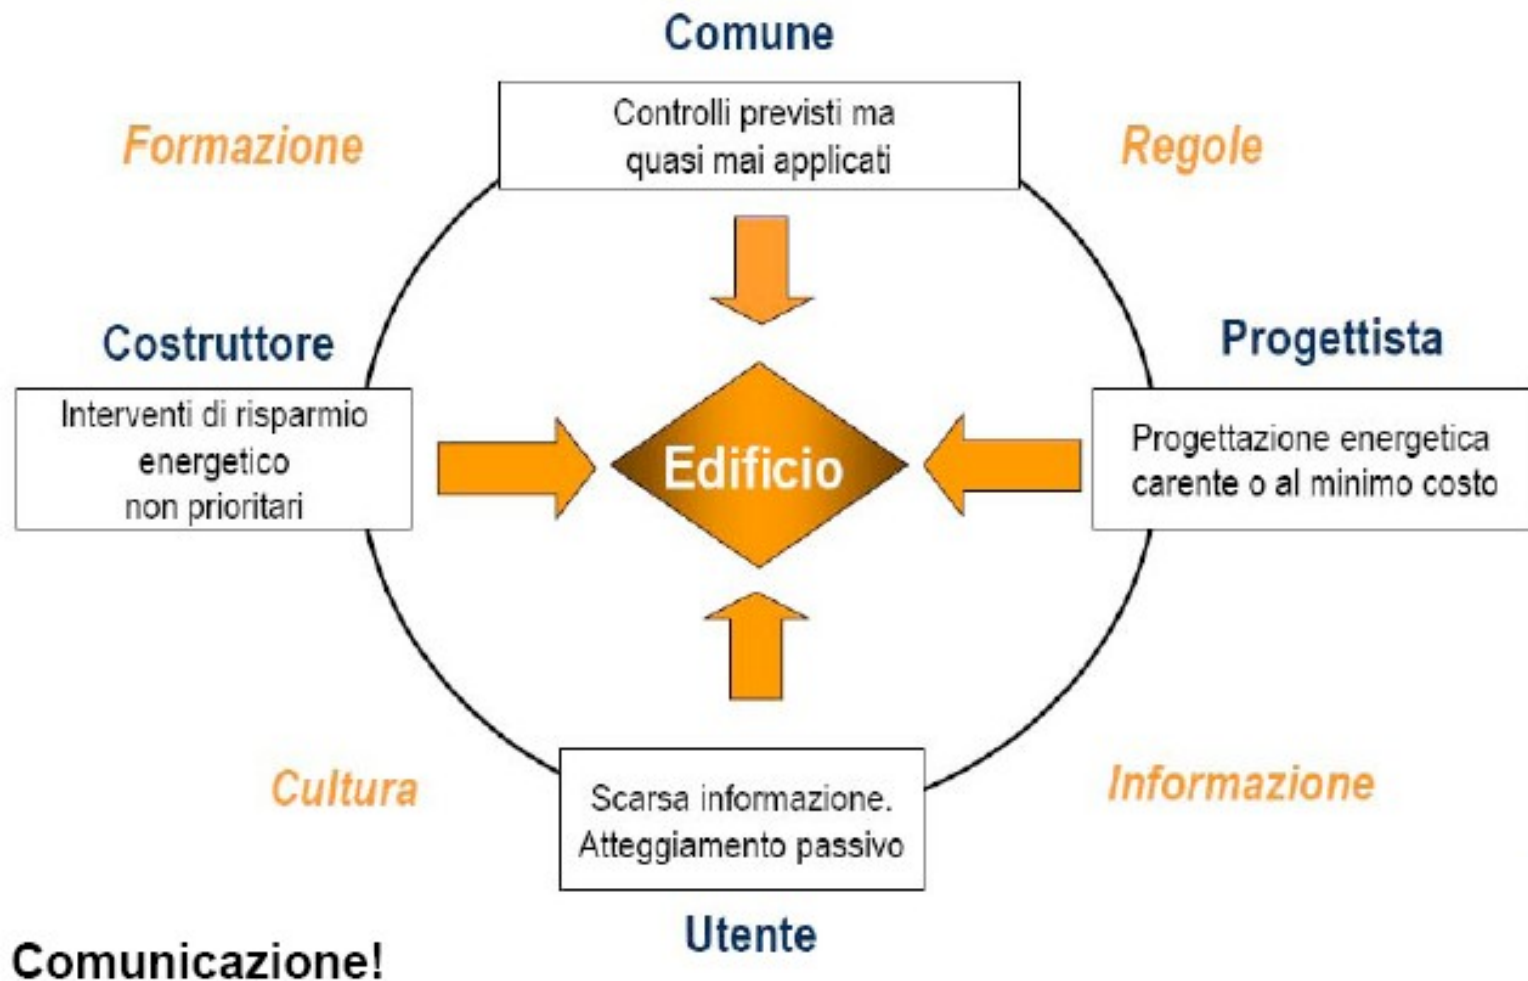 Comune
Controlli previsti ma
quasi mai applicati
Formazione
Regole
Costruttore
Interventi di risparmio
energetico
non prioritari
Edificio
Progettista
Progettazione energetica
carente o al minimo costo
Cultura
Scarsa informazione.
Atteggiamento passivo
Informazione
Utente
Comunicazione!